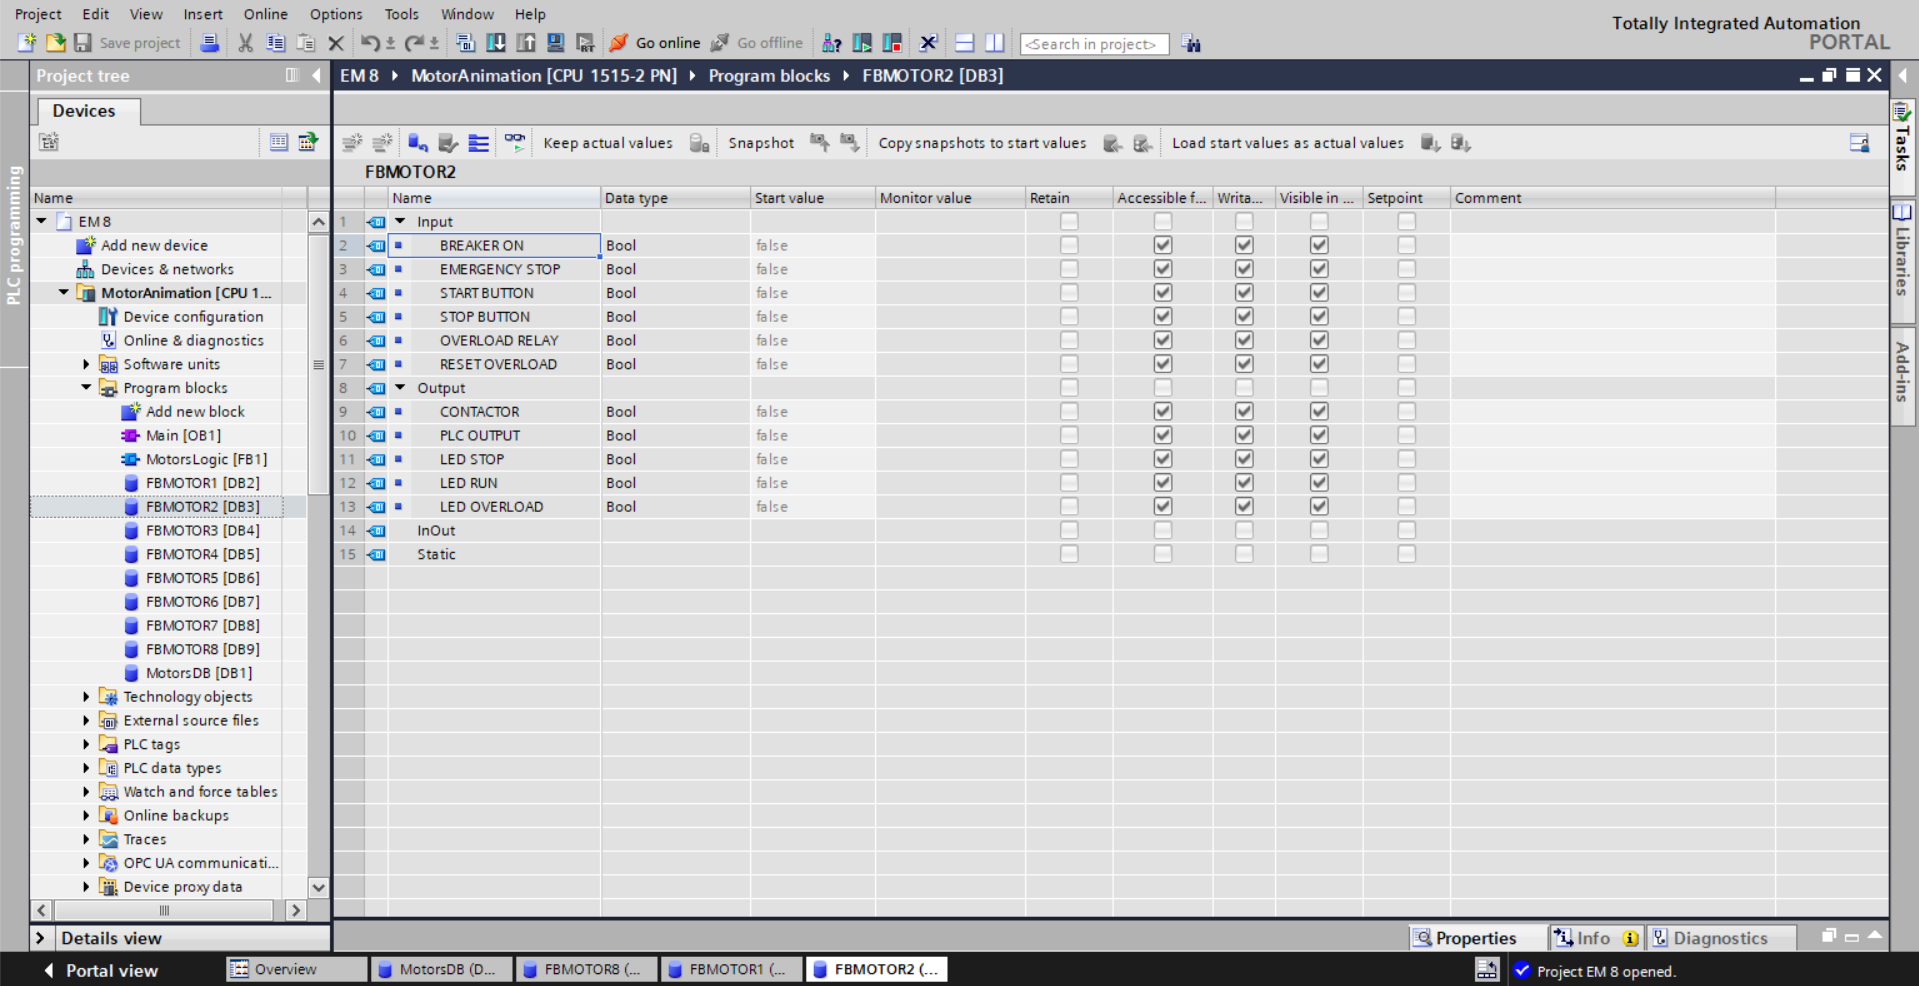 Project Edit View Insert Online Options Tools Window Help
Totally Integrated Automation
PORTAL
Save project Go online Go offline <Search in project>
Project tree
EM 8 MotorAnimation [CPU 1515-2 PN] Program blocks FBMOTOR2 [DB3]
Devices
Keep actual values Snapshot Copy snapshots to start values Load start values as actual values
FBMOTOR2
Name
Name Data type Start value Monitor value Retain Accessible f... Writa... Visible in ... Setpoint Comment
1 Input
2 BREAKER ON Bool false
3 EMERGENCY STOP Bool false
4 START BUTTON Bool false
5 STOP BUTTON Bool false
6 OVERLOAD RELAY Bool false
7 RESET OVERLOAD Bool false
8 Output
9 CONTACTOR Bool false
10 PLC OUTPUT Bool false
11 LED STOP Bool false
12 LED RUN Bool false
13 LED OVERLOAD Bool false
14 InOut
15 Static
EM 8
Add new device
Devices & networks
MotorAnimation [CPU 1...
Device configuration
Online & diagnostics
Software units
Program blocks
Add new block
Main [OB1]
MotorsLogic [FB1]
FBMOTOR1 [DB2]
FBMOTOR2 [DB3]
FBMOTOR3 [DB4]
FBMOTOR4 [DB5]
FBMOTOR5 [DB6]
FBMOTOR6 [DB7]
FBMOTOR7 [DB8]
FBMOTOR8 [DB9]
MotorsDB [DB1]
Technology objects
External source files
PLC tags
PLC data types
Watch and force tables
Online backups
Traces
OPC UA communicati...
Device proxy data
PLC programming
Tasks
Libraries
Add-ins
Details view
Properties Info Diagnostics
Portal view Overview MotorsDB (D... FBMOTOR8 (... FBMOTOR1 (... FBMOTOR2 (... Project EM 8 opened.